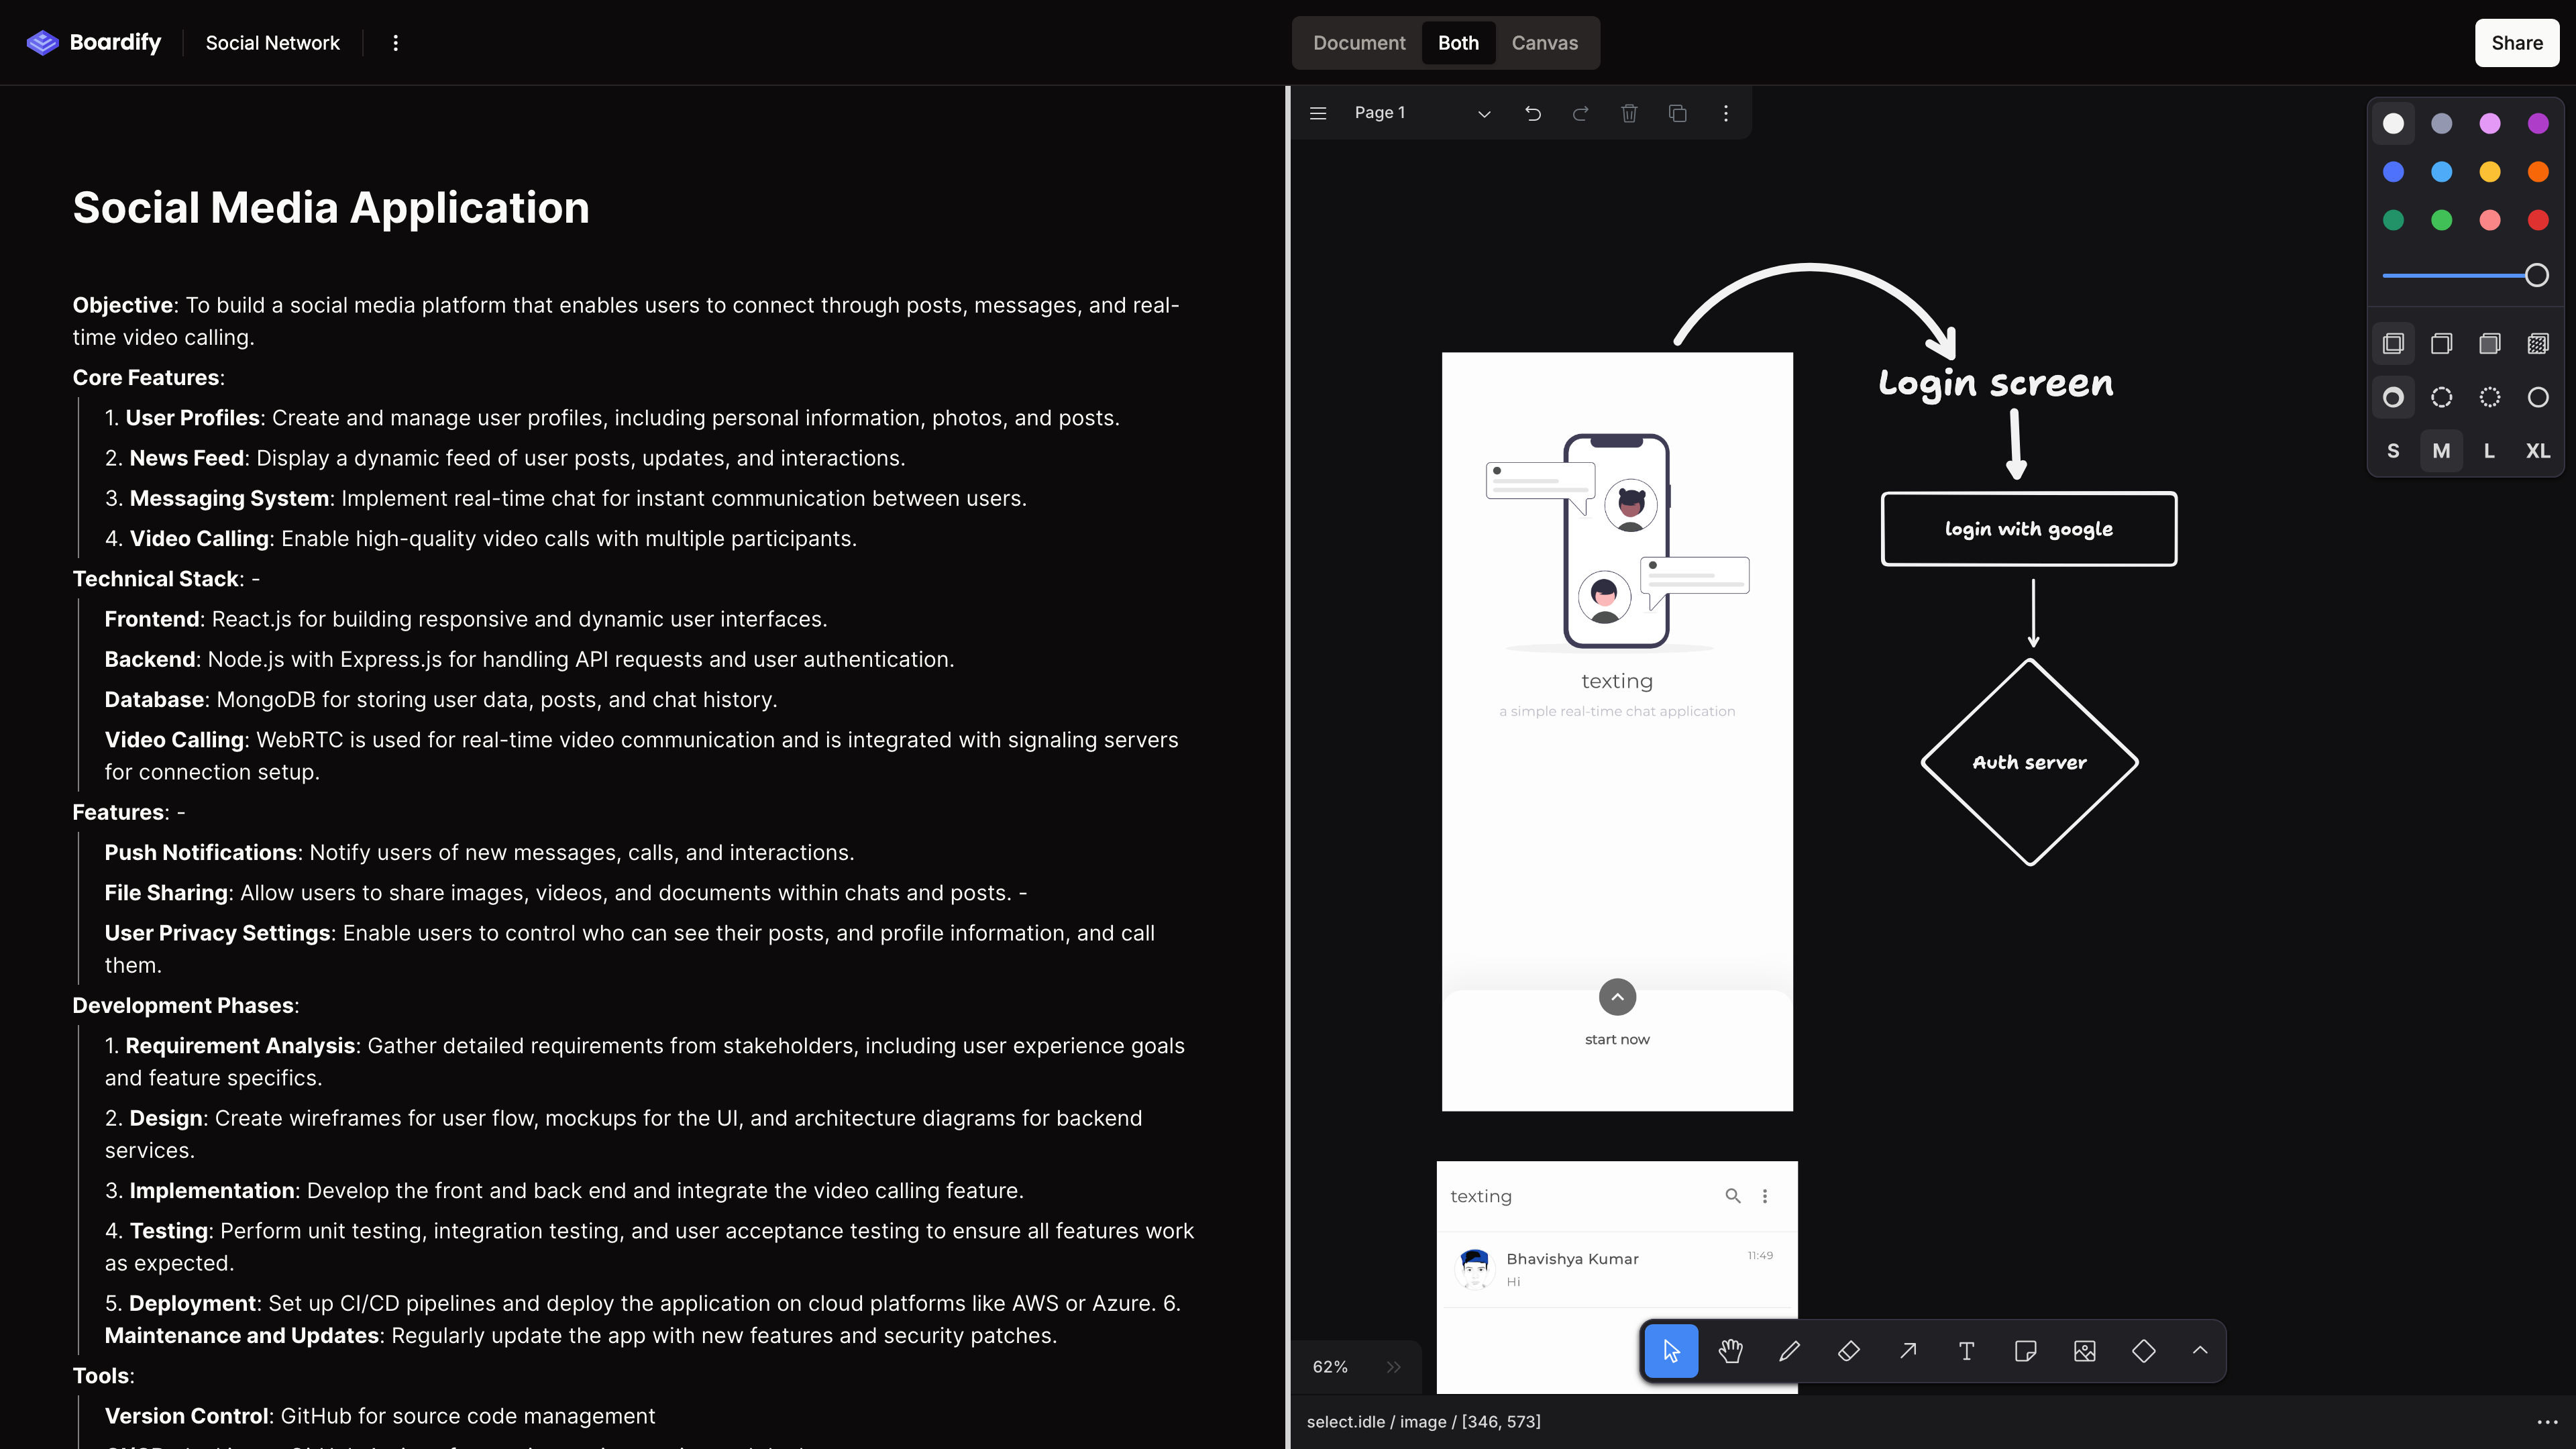 Boardify
Social Network
Document
Both
Canvas
Share
Social Media Application
Objective: To build a social media platform that enables users to connect through posts, messages, and real-
time video calling.
Core Features:
1. User Profiles: Create and manage user profiles, including personal information, photos, and posts.
2. News Feed: Display a dynamic feed of user posts, updates, and interactions.
3. Messaging System: Implement real-time chat for instant communication between users.
4. Video Calling: Enable high-quality video calls with multiple participants.
Technical Stack: -
Frontend: React.js for building responsive and dynamic user interfaces.
Backend: Node.js with Express.js for handling API requests and user authentication.
Database: MongoDB for storing user data, posts, and chat history.
Video Calling: WebRTC is used for real-time video communication and is integrated with signaling servers
for connection setup.
Features: -
Push Notifications: Notify users of new messages, calls, and interactions.
File Sharing: Allow users to share images, videos, and documents within chats and posts. -
User Privacy Settings: Enable users to control who can see their posts, and profile information, and call
them.
Development Phases:
1. Requirement Analysis: Gather detailed requirements from stakeholders, including user experience goals
and feature specifics.
2. Design: Create wireframes for user flow, mockups for the UI, and architecture diagrams for backend
services.
3. Implementation: Develop the front and back end and integrate the video calling feature.
4. Testing: Perform unit testing, integration testing, and user acceptance testing to ensure all features work
as expected.
5. Deployment: Set up CI/CD pipelines and deploy the application on cloud platforms like AWS or Azure. 6.
Maintenance and Updates: Regularly update the app with new features and security patches.
Tools:
Version Control: GitHub for source code management
Page 1
Login screen
login with google
Auth server
texting
a simple real-time chat application
start now
texting
Bhavishya Kumar
11:49
Hi
S M L XL
62%
select.idle / image / [346, 573]